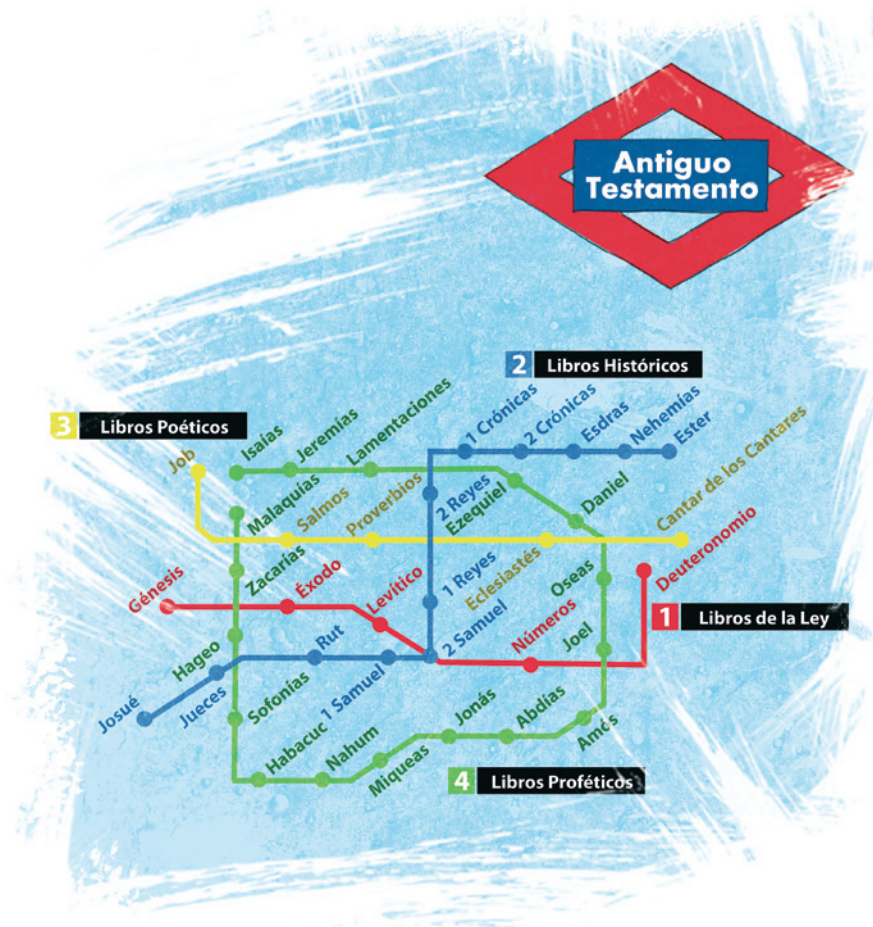 Antiguo
Testamento
2 Libros Históricos
1 Crónicas
2 Crónicas
Esdras
Nehemías
Ester
3 Libros Poéticos
Job
Isaías
Jeremías
Lamentaciones
Malaquías
Salmos
Proverbios
2 Reyes
Ezequiel
Daniel
Cantar de los Cantares
Zacarías
Génesis
Éxodo
Levítico
1 Reyes
Eclesiastés
Oseas
Deuteronomio
1 Libros de la Ley
Hageo
Rut
2 Samuel
Números
Joel
Josué
Jueces
Sofonías
1 Samuel
Habacuc
Nahum
Miqueas
Jonás
Abdías
Amós
4 Libros Proféticos